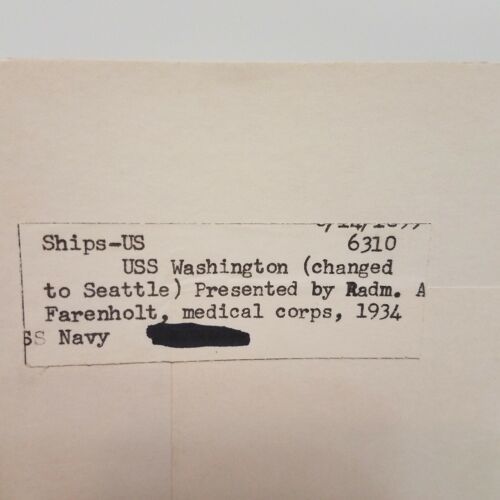 Ships-US 6310
USS Washington (changed
to Seattle) Presented by Radm. A
Farenholt, medical corps, 1934
SS Navy